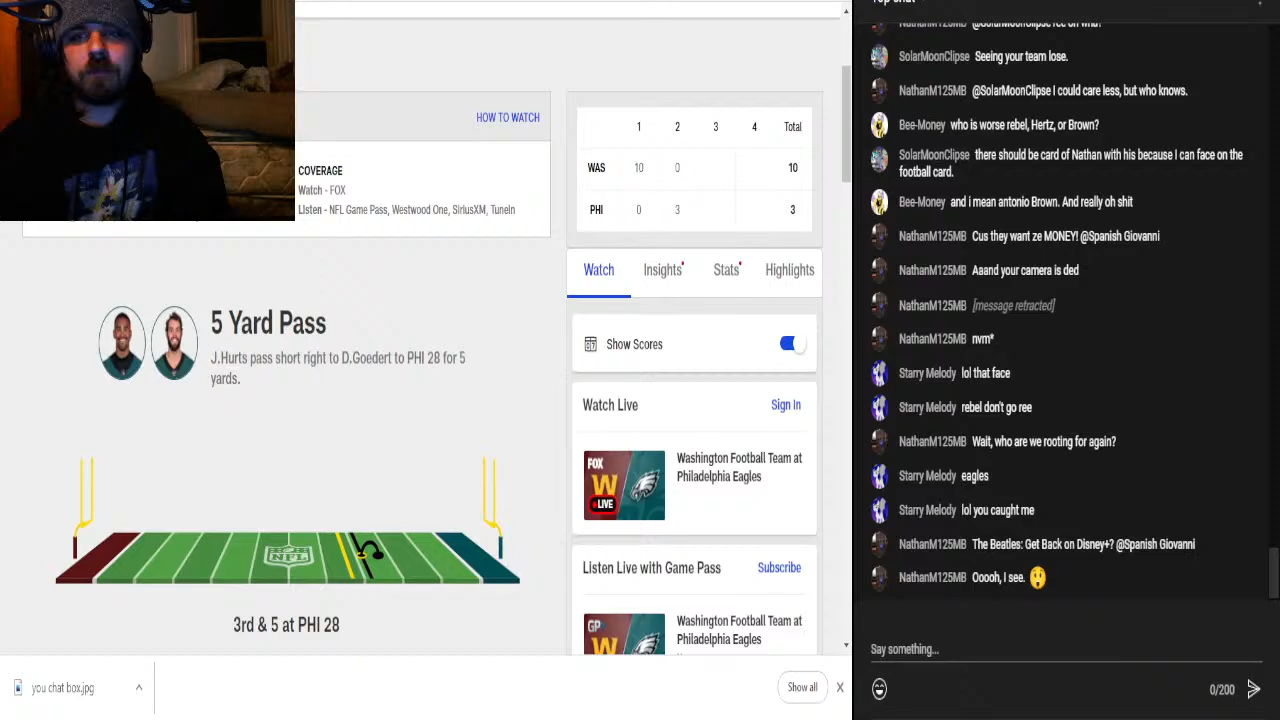 HOW TO WATCH
COVERAGE
Watch - FOX
Listen - NFL Game Pass, Westwood One, SiriusXM, TuneIn
1 2 3 4 Total
WAS 10 0 10
PHI 0 3 3
Watch Insights Stats Highlights
Show Scores
Watch Live Sign In
FOX
W
LIVE
Washington Football Team at
Philadelphia Eagles
Listen Live with Game Pass Subscribe
GP
Washington Football Team at
Philadelphia Eagles
5 Yard Pass
J.Hurts pass short right to D.Goedert to PHI 28 for 5
yards.
NFL
3rd & 5 at PHI 28
you chat box.jpg
Show all X
SolarMoonClipse Seeing your team lose.
NathanM125MB @SolarMoonClipse I could care less, but who knows.
Bee-Money who is worse rebel, Hertz, or Brown?
SolarMoonClipse there should be card of Nathan with his because I can face on the
football card.
Bee-Money and i mean antonio Brown. And really oh shit
NathanM125MB Cus they want ze MONEY! @Spanish Giovanni
NathanM125MB Aaand your camera is ded
NathanM125MB [message retracted]
NathanM125MB nvm*
Starry Melody lol that face
Starry Melody rebel don't go ree
NathanM125MB Wait, who are we rooting for again?
Starry Melody eagles
Starry Melody lol you caught me
NathanM125MB The Beatles: Get Back on Disney+? @Spanish Giovanni
NathanM125MB Ooooh, I see. 😲
Say something...
0/200